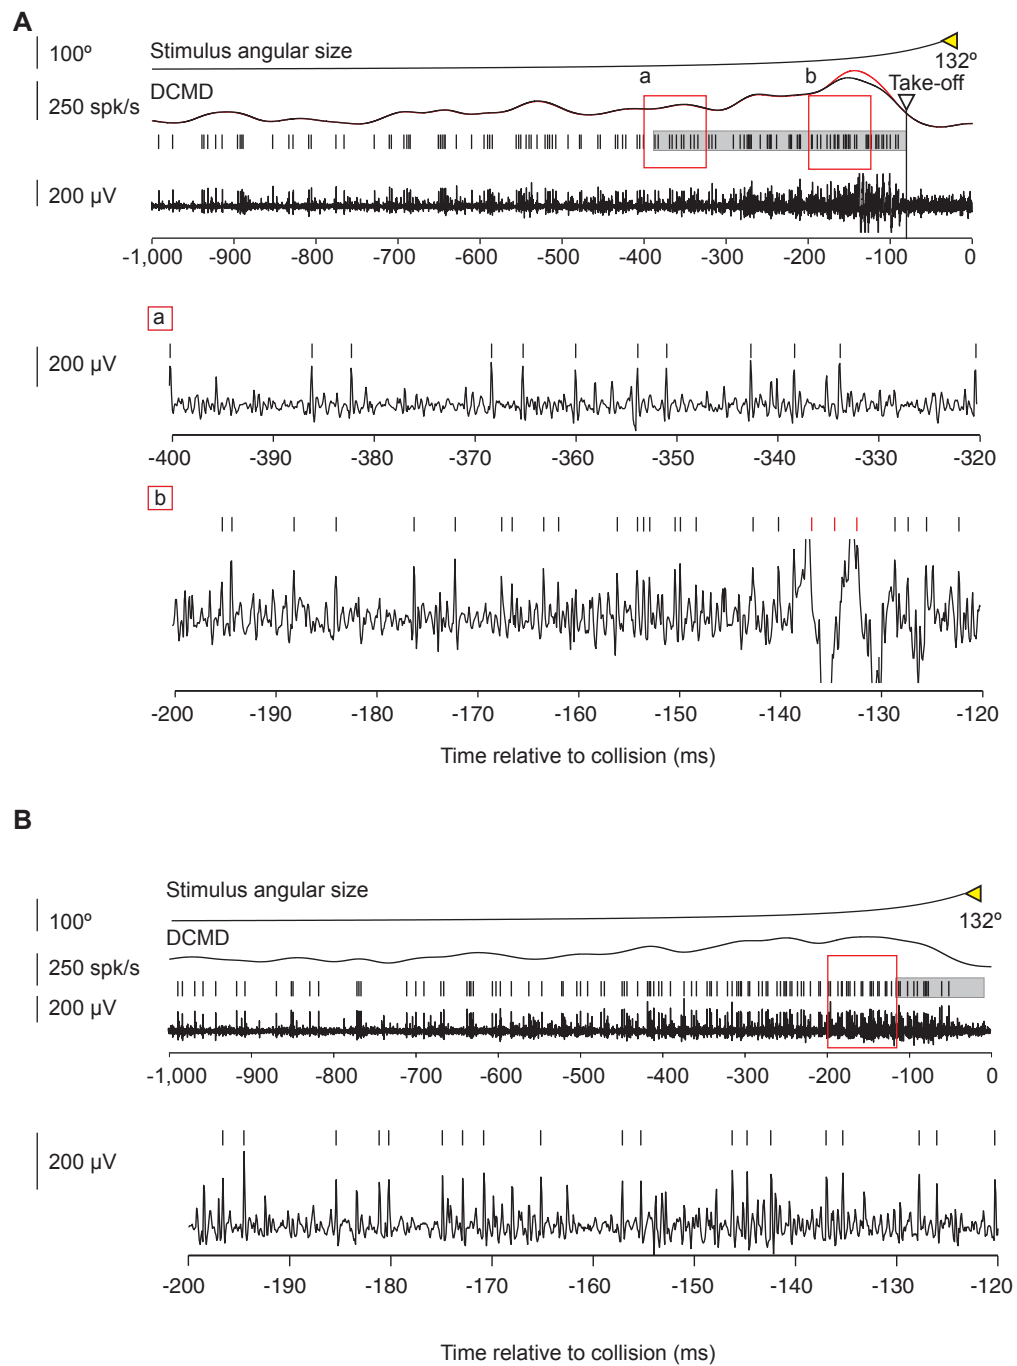 A
100º
Stimulus angular size
132º
250 spk/s
DCMD
a
b
Take-off
200 µV
-1,000 -900 -800 -700 -600 -500 -400 -300 -200 -100 0
a
200 µV
-400 -390 -380 -370 -360 -350 -340 -330 -320
b
-200 -190 -180 -170 -160 -150 -140 -130 -120
Time relative to collision (ms)
B
Stimulus angular size
100º
132º
DCMD
250 spk/s
200 µV
-1,000 -900 -800 -700 -600 -500 -400 -300 -200 -100 0
200 µV
-200 -190 -180 -170 -160 -150 -140 -130 -120
Time relative to collision (ms)